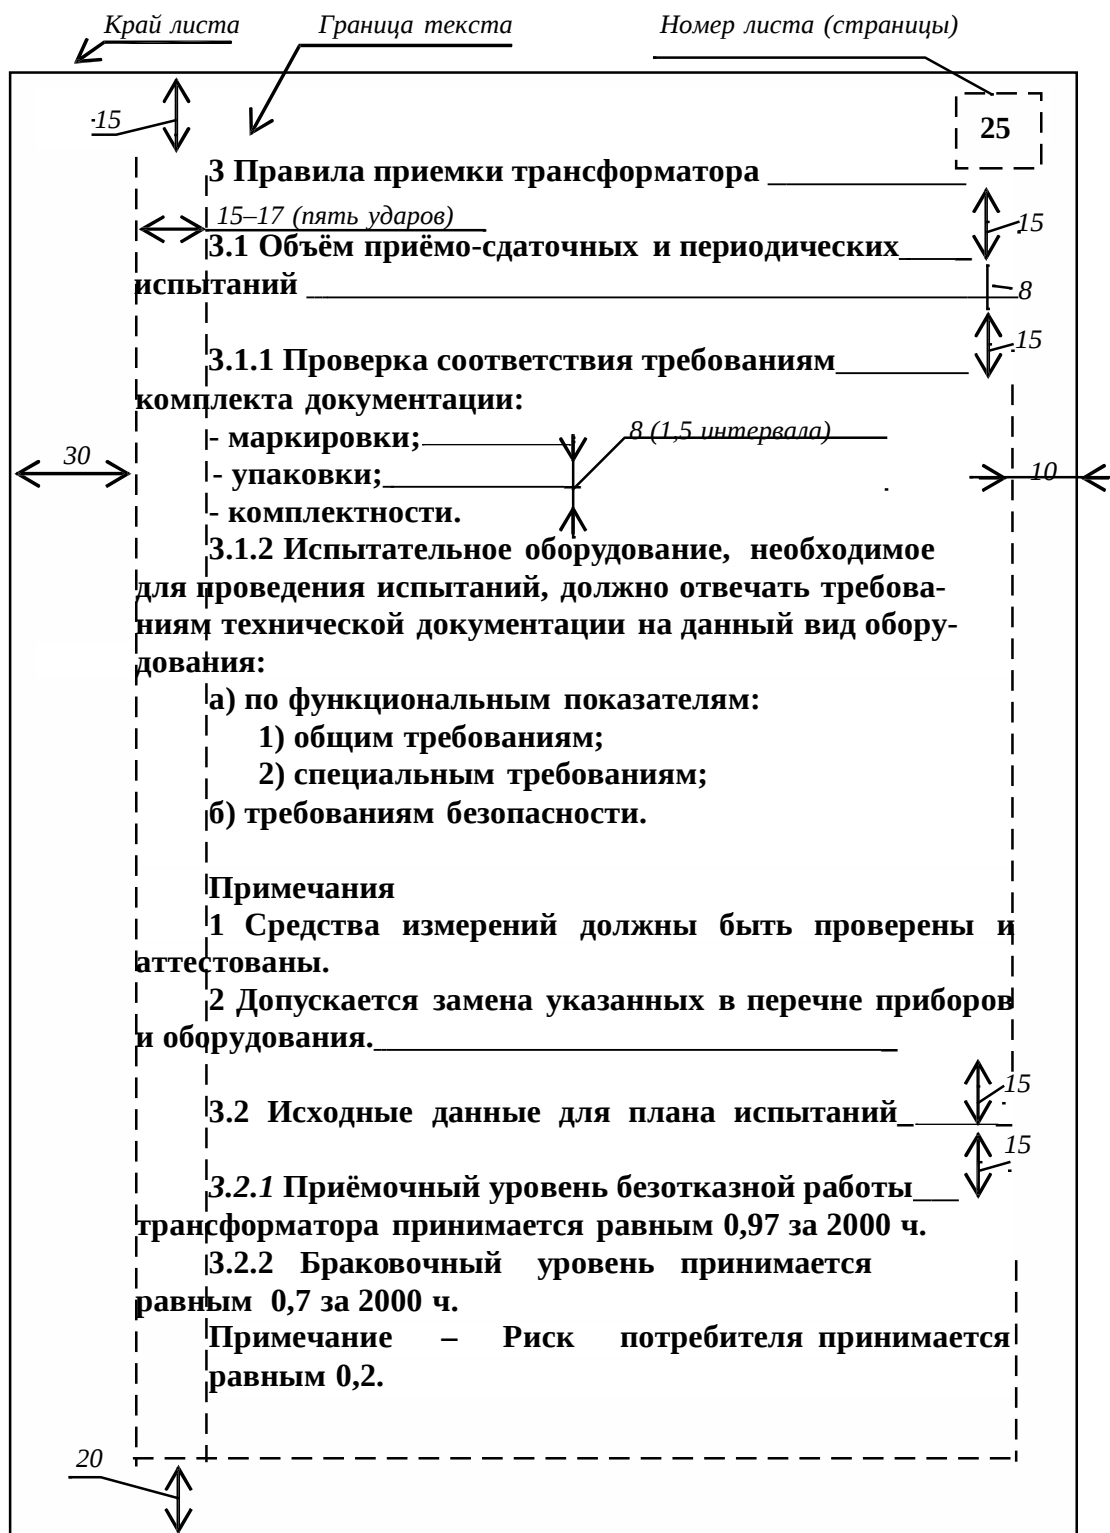 Край листа Граница текста Номер листа (страницы)
15
25
3 Правила приемки трансформатора
15–17 (пять ударов) 15
3.1 Объём приёмо-сдаточных и периодических
испытаний
8
15
3.1.1 Проверка соответствия требованиям
комплекта документации:
- маркировки; 8 (1,5 интервала)
30 - упаковки; 10
- комплектности.
3.1.2 Испытательное оборудование, необходимое
для проведения испытаний, должно отвечать требова-
ниям технической документации на данный вид обору-
дования:
а) по функциональным показателям:
1) общим требованиям;
2) специальным требованиям;
б) требованиям безопасности.
Примечания
1 Средства измерений должны быть проверены и
аттестованы.
2 Допускается замена указанных в перечне приборов
и оборудования.
15
3.2 Исходные данные для плана испытаний
15
3.2.1 Приёмочный уровень безотказной работы
трансформатора принимается равным 0,97 за 2000 ч.
3.2.2 Браковочный уровень принимается
равным 0,7 за 2000 ч.
Примечание – Риск потребителя принимается
равным 0,2.
20